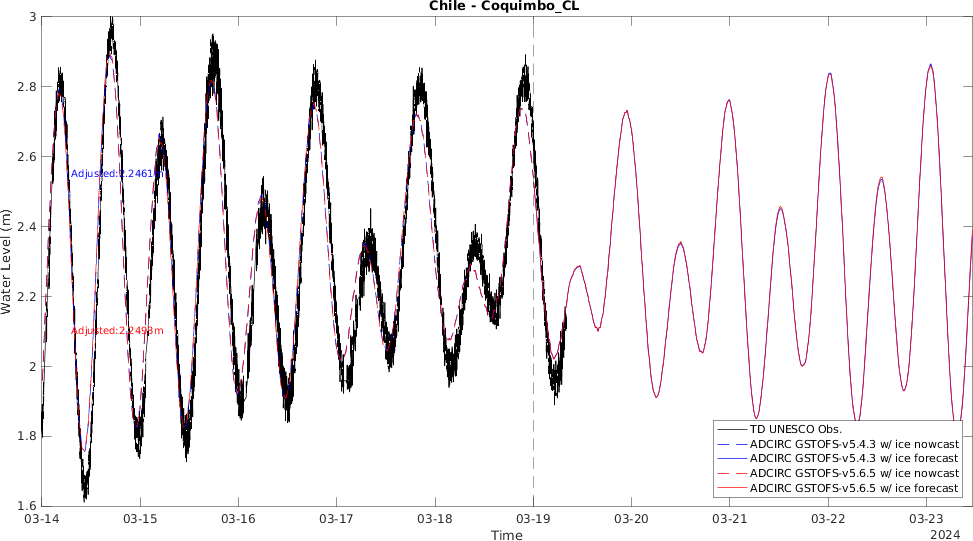 Chile - Coquimbo_CL
3
2.8
2.6
2.4
2.2
2
1.8
1.6
Water Level (m)
Adjusted:2.2461m
Adjusted:2.2493m
TD UNESCO Obs.
ADCIRC GSTOFS-v5.4.3 w/ ice nowcast
ADCIRC GSTOFS-v5.4.3 w/ ice forecast
ADCIRC GSTOFS-v5.6.5 w/ ice nowcast
ADCIRC GSTOFS-v5.6.5 w/ ice forecast
03-14 03-15 03-16 03-17 03-18 03-19 03-20 03-21 03-22 03-23
Time
2024